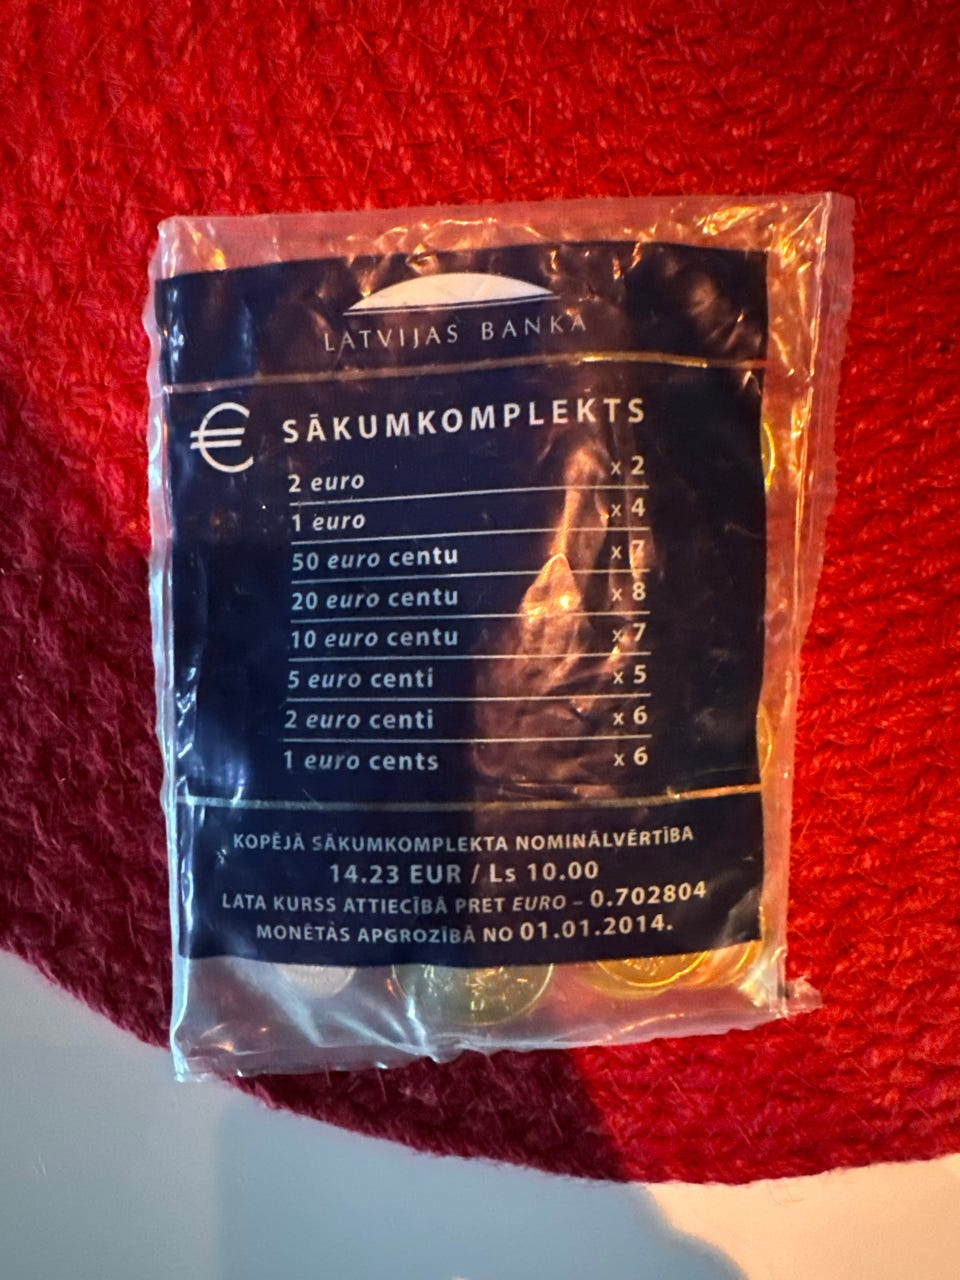 LATVIJAS BANKA
€ SĀKUMKOMPLEKTS
2 euro x 2
1 euro x 4
50 euro centu x 7
20 euro centu x 8
10 euro centu x 7
5 euro centi x 5
2 euro centi x 6
1 euro cents x 6
KOPĒJĀ SĀKUMKOMPLEKTA NOMINĀLVĒRTĪBA
14.23 EUR / Ls 10.00
LATA KURSS ATTIECĪBĀ PRET EURO – 0.702804
MONĒTĀS APGROZĪBĀ NO 01.01.2014.